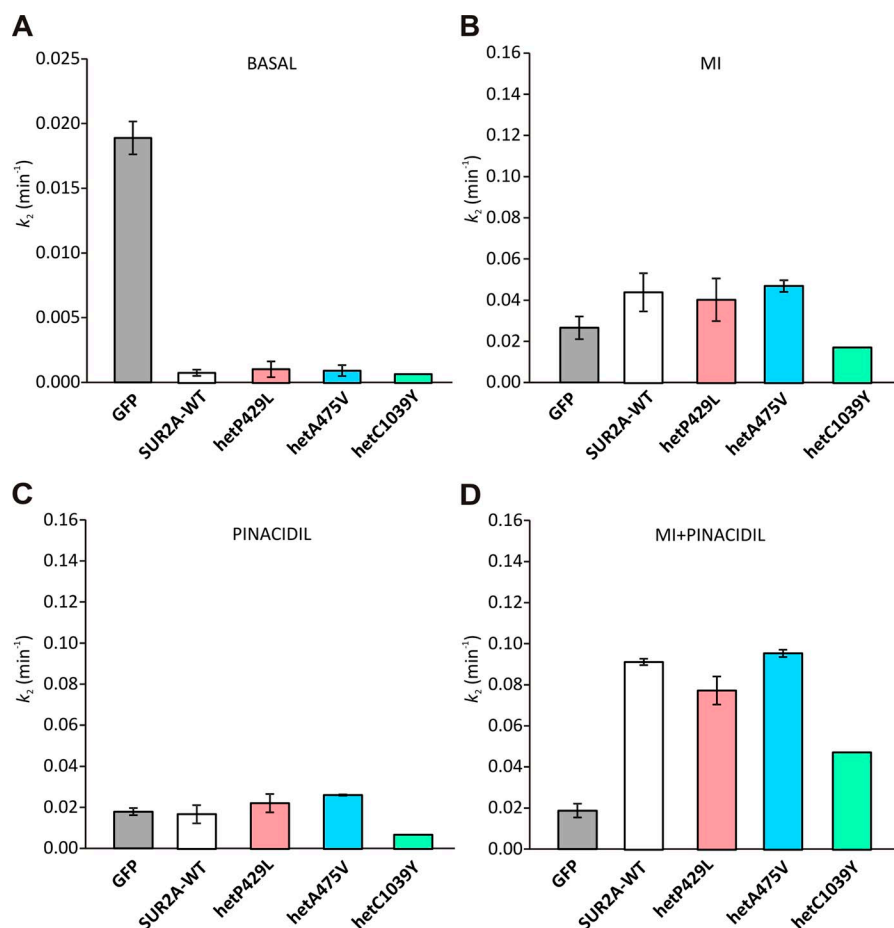 A
BASAL
0.025
0.020
0.015
0.010
0.005
0.000
k₂ (min⁻¹)
GFP
SUR2A-WT
hetP429L
hetA475V
hetC1039Y
B
MI
0.16
0.14
0.12
0.10
0.08
0.06
0.04
0.02
0.00
k₂ (min⁻¹)
GFP
SUR2A-WT
hetP429L
hetA475V
hetC1039Y
C
PINACIDIL
0.16
0.14
0.12
0.10
0.08
0.06
0.04
0.02
0.00
k₂ (min⁻¹)
GFP
SUR2A-WT
hetP429L
hetA475V
hetC1039Y
D
MI+PINACIDIL
0.16
0.14
0.12
0.10
0.08
0.06
0.04
0.02
0.00
k₂ (min⁻¹)
GFP
SUR2A-WT
hetP429L
hetA475V
hetC1039Y